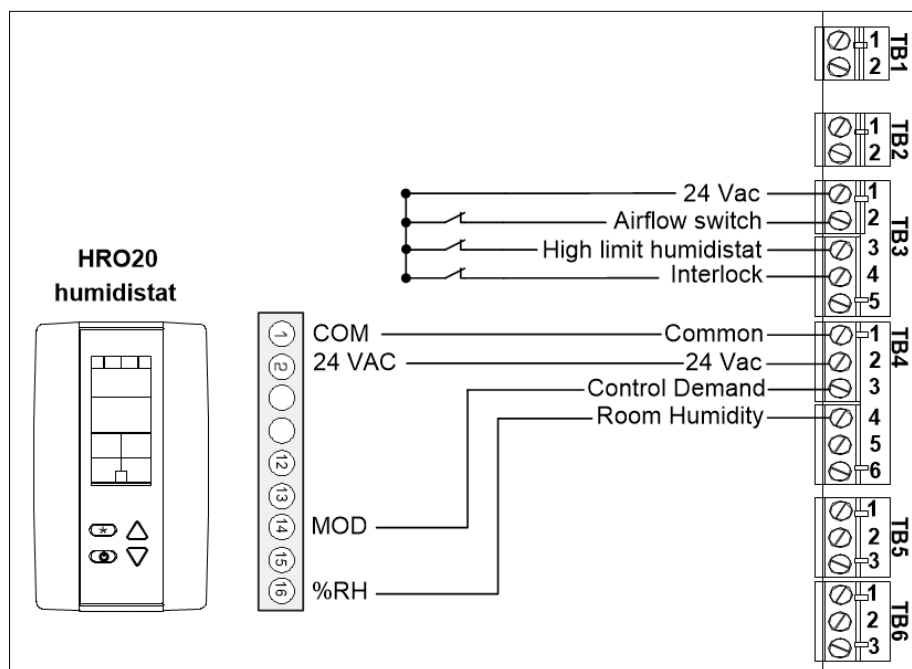 HRO20
humidistat
1 COM
2 24 VAC
12
13
14 MOD
15
16 %RH
24 Vac
Airflow switch
High limit humidistat
Interlock
Common
24 Vac
Control Demand
Room Humidity
1
2
TB1
1
2
TB2
1
2
3
4
5
TB3
1
2
3
4
5
6
TB4
1
2
3
TB5
1
2
3
TB6